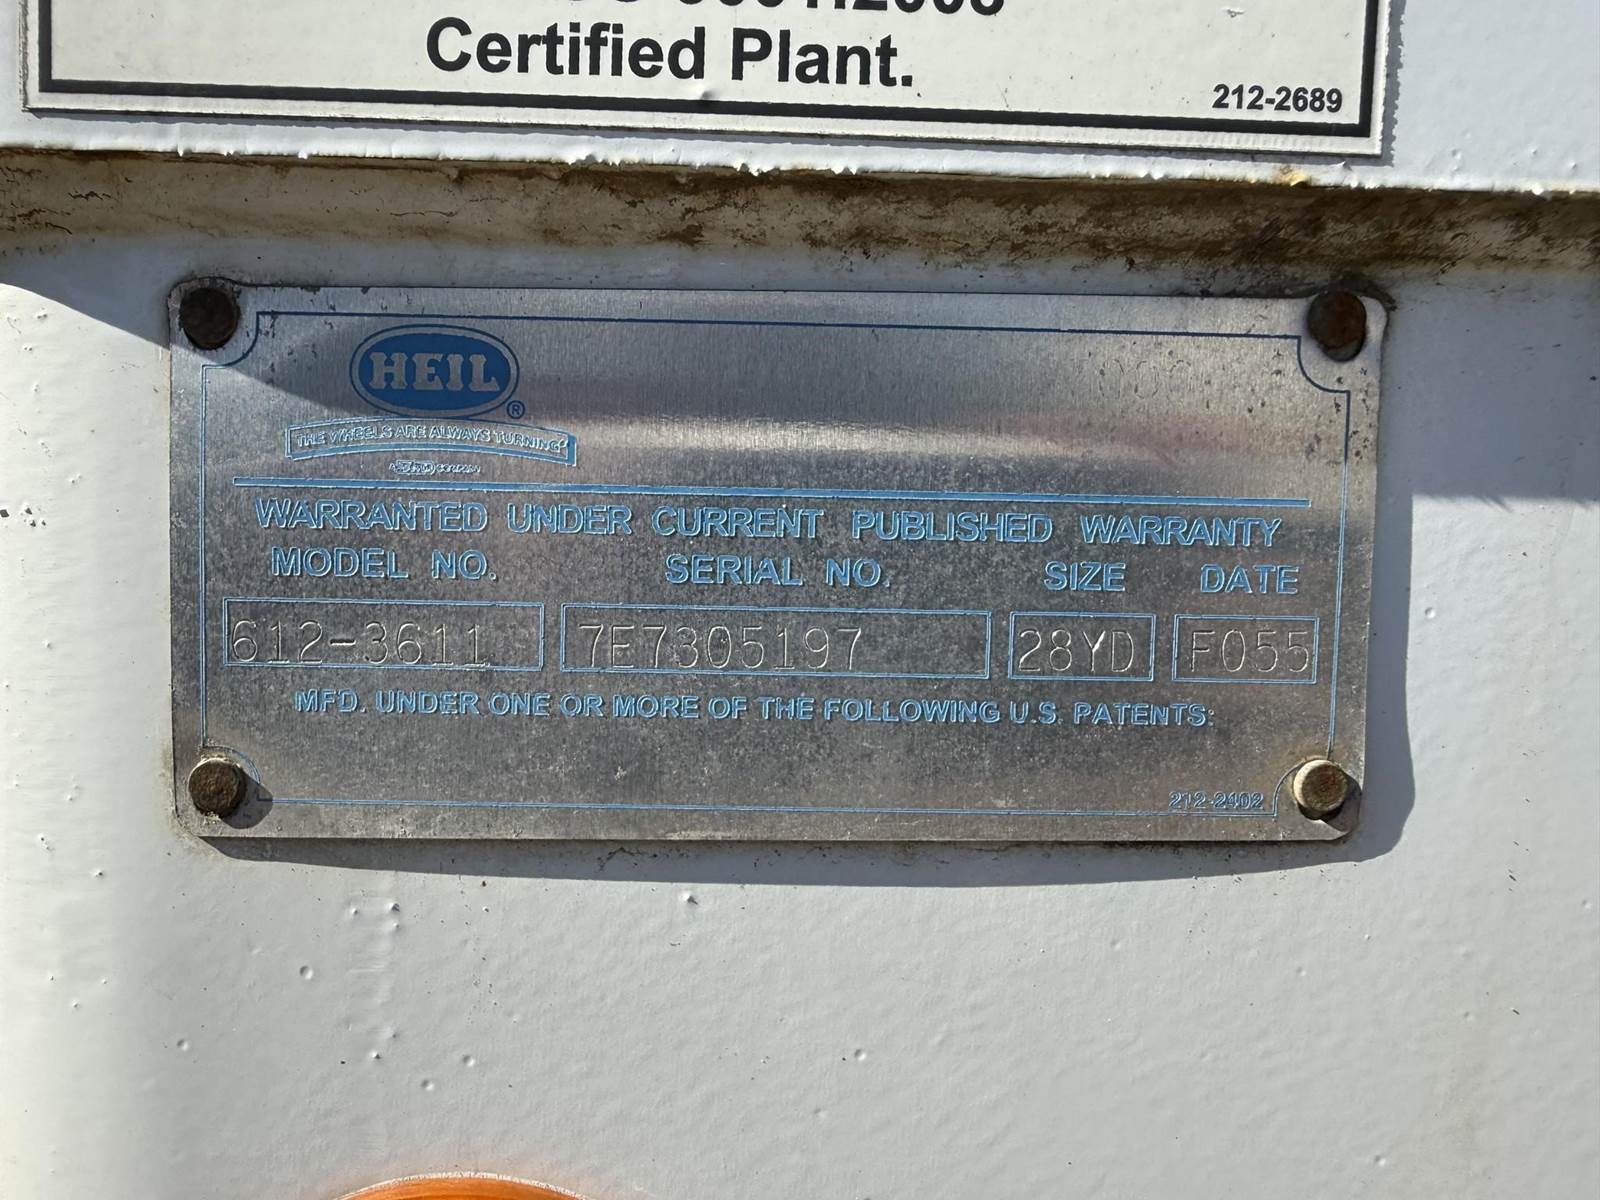 Certified Plant.
212-2689
HEIL®
THE WHEELS ARE ALWAYS TURNING
WARRANTED UNDER CURRENT PUBLISHED WARRANTY
MODEL NO. SERIAL NO. SIZE DATE
612-3611 7E7305197 28YD F055
MFD. UNDER ONE OR MORE OF THE FOLLOWING U.S. PATENTS:
212-2402